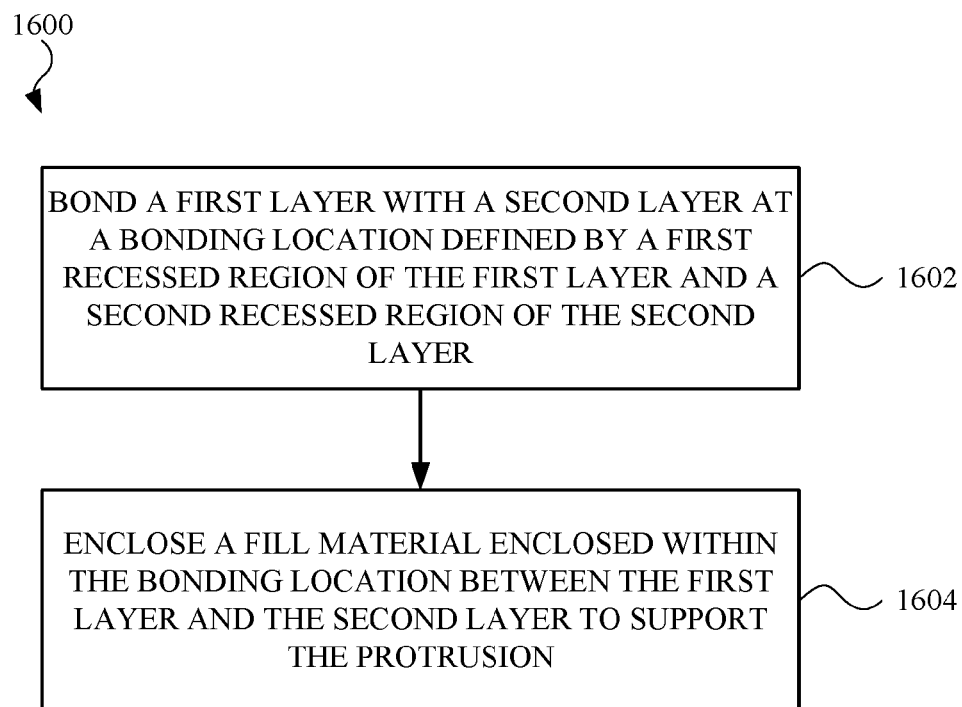 1600
BOND A FIRST LAYER WITH A SECOND LAYER AT
A BONDING LOCATION DEFINED BY A FIRST
RECESSED REGION OF THE FIRST LAYER AND A
SECOND RECESSED REGION OF THE SECOND
LAYER
1602
ENCLOSE A FILL MATERIAL ENCLOSED WITHIN
THE BONDING LOCATION BETWEEN THE FIRST
LAYER AND THE SECOND LAYER TO SUPPORT
THE PROTRUSION
1604